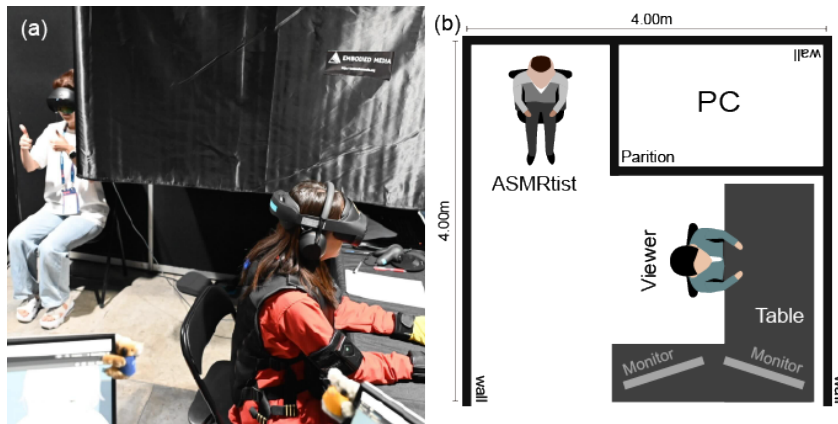 (a)
EMBODIED MEDIA
(b)
4.00m
4.00m
wall
PC
Parition
ASMRtist
Viewer
Table
Monitor
Monitor
wall
wall